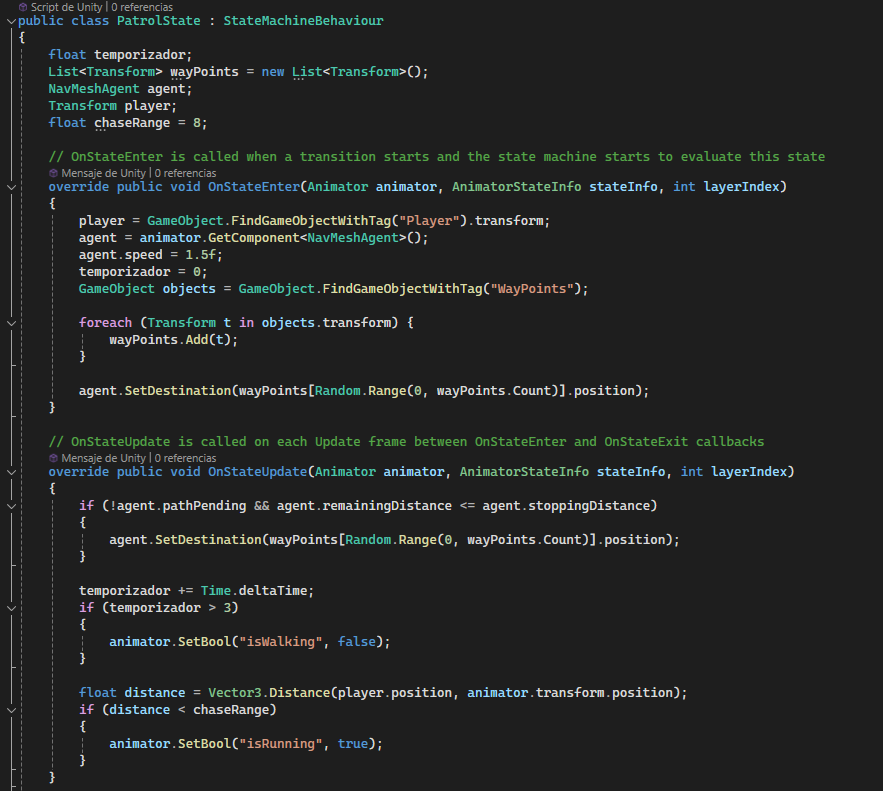 Script de Unity | 0 referencias
public class PatrolState : StateMachineBehaviour
{
    float temporizador;
    List<Transform> wayPoints = new List<Transform>();
    NavMeshAgent agent;
    Transform player;
    float chaseRange = 8;

    // OnStateEnter is called when a transition starts and the state machine starts to evaluate this state
    Mensaje de Unity | 0 referencias
    override public void OnStateEnter(Animator animator, AnimatorStateInfo stateInfo, int layerIndex)
    {
        player = GameObject.FindGameObjectWithTag("Player").transform;
        agent = animator.GetComponent<NavMeshAgent>();
        agent.speed = 1.5f;
        temporizador = 0;
        GameObject objects = GameObject.FindGameObjectWithTag("WayPoints");

        foreach (Transform t in objects.transform) {
            wayPoints.Add(t);
        }

        agent.SetDestination(wayPoints[Random.Range(0, wayPoints.Count)].position);
    }

    // OnStateUpdate is called on each Update frame between OnStateEnter and OnStateExit callbacks
    Mensaje de Unity | 0 referencias
    override public void OnStateUpdate(Animator animator, AnimatorStateInfo stateInfo, int layerIndex)
    {
        if (!agent.pathPending && agent.remainingDistance <= agent.stoppingDistance)
        {
            agent.SetDestination(wayPoints[Random.Range(0, wayPoints.Count)].position);
        }

        temporizador += Time.deltaTime;
        if (temporizador > 3)
        {
            animator.SetBool("isWalking", false);
        }

        float distance = Vector3.Distance(player.position, animator.transform.position);
        if (distance < chaseRange)
        {
            animator.SetBool("isRunning", true);
        }
    }